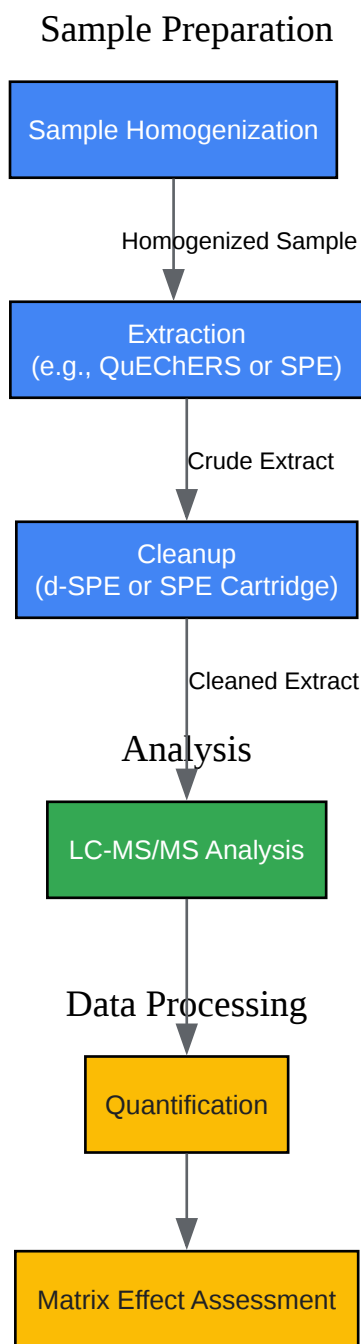 Sample Preparation
Sample Homogenization
Homogenized Sample
Extraction
(e.g., QuEChERS or SPE)
Crude Extract
Cleanup
(d-SPE or SPE Cartridge)
Cleaned Extract
Analysis
LC-MS/MS Analysis
Data Processing
Quantification
Matrix Effect Assessment